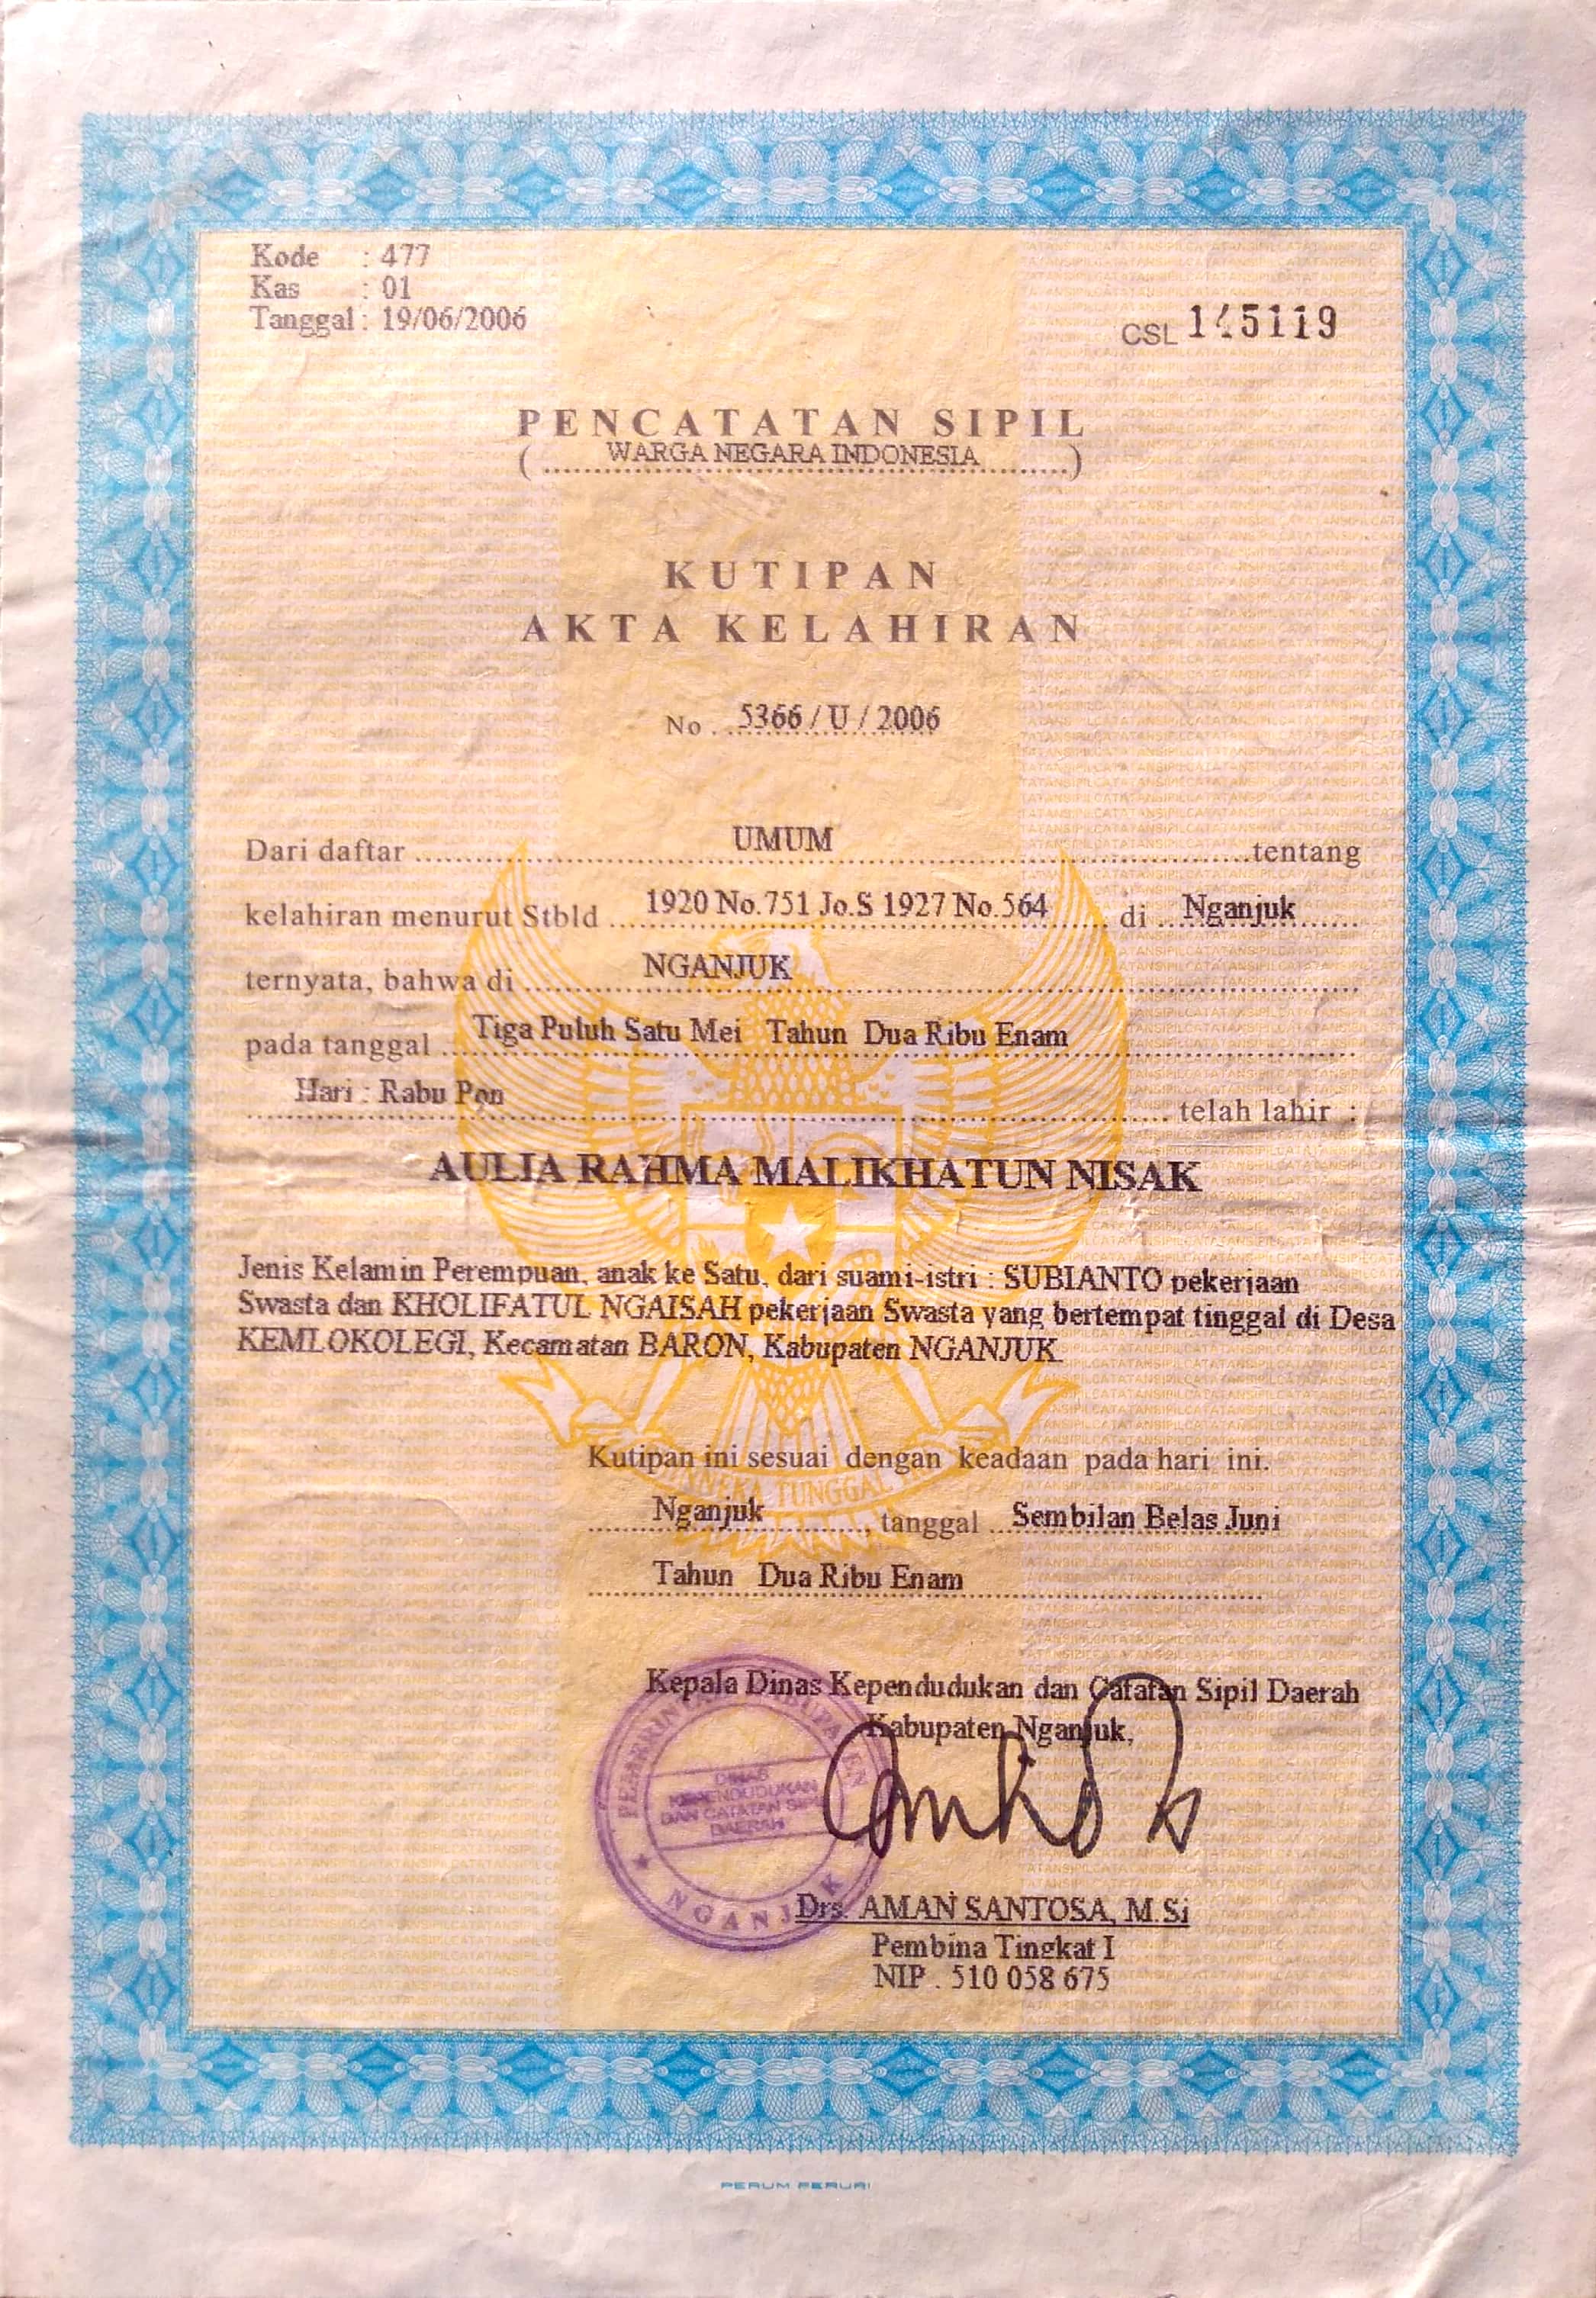 Kode : 477
Kas : 01
Tanggal : 19/06/2006
CSL
PENCATATAN SIPIL
( WARGA NEGARA INDONESIA )
KUTIPAN
AKTA KELAHIRAN
No. 5366 / U / 2006
Dari daftar UMUM tentang
kelahiran menurut Stbld 1920 No.751 Jo.S 1927 No.564 di Nganjuk
ternyata, bahwa di NGANJUK
pada tanggal Tiga Puluh Satu Mei Tahun Dua Ribu Enam
Hari : Rabu Pon telah lahir :
AULIA RAHMA MALIKHATUN NISAK
Jenis Kelamin Perempuan, anak ke Satu, dari suami-istri : SUBIANTO pekerjaan
Swasta dan KHOLIFATUL NGAISAH pekerjaan Swasta yang bertempat tinggal di Desa
KEMLOKOLEGI, Kecamatan BARON, Kabupaten NGANJUK
Kutipan ini sesuai dengan keadaan pada hari ini.
Nganjuk, tanggal Sembilan Belas Juni
Tahun Dua Ribu Enam
Kepala Dinas Kependudukan dan Catatan Sipil Daerah
Kabupaten Nganjuk,
DINAS
KEPENDUDUKAN
DAN CATATAN SIPIL
DAERAH
NGANJUK
Drs. AMAN SANTOSA, M.Si
Pembina Tingkat I
NIP . 510 058 675
PERUM PERURI